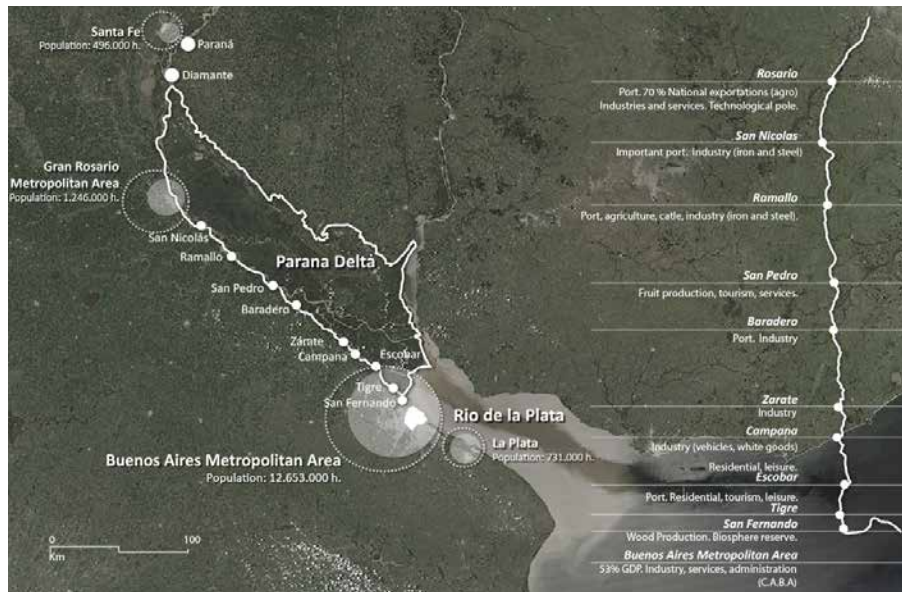 Santa Fe
Population: 496.000 h.
Paraná
Diamante
Gran Rosario
Metropolitan Area
Population: 1.246.000 h.
San Nicolás
Ramallo
Parana Delta
San Pedro
Baradero
Zárate
Campana
Escobar
Tigre
San Fernando
Rio de la Plata
La Plata
Population: 731.000 h.
Buenos Aires Metropolitan Area
Population: 12.653.000 h.
0 100
Km
Rosario
Port. 70 % National exportations (agro)
Industries and services. Technological pole.
San Nicolas
Important port. Industry (iron and steel)
Ramallo
Port, agriculture, catle, industry (iron and steel).
San Pedro
Fruit production, tourism, services.
Baradero
Port. Industry
Zarate
Industry
Campana
Industry (vehicles, white goods)
Residential, leisure.
Escobar
Port. Residential, tourism, leisure.
Tigre
San Fernando
Wood Production. Biosphere reserve.
Buenos Aires Metropolitan Area
53% GDP. Industry, services, administration
(C.A.B.A)